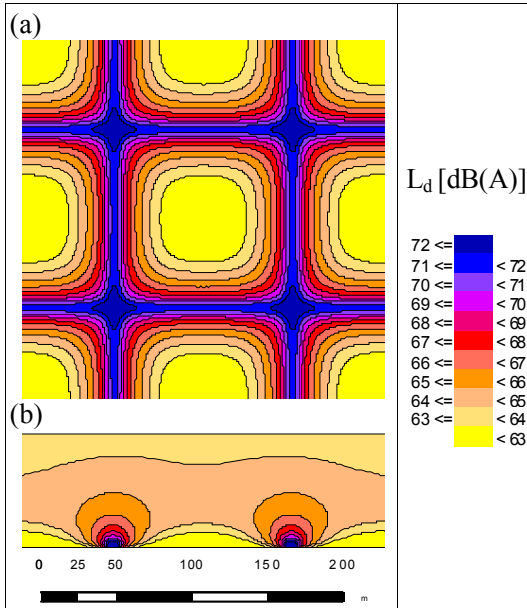 (a)
L_d [dB(A)]
72 <=
71 <= < 72
70 <= < 71
69 <= < 70
68 <= < 69
67 <= < 68
66 <= < 67
65 <= < 66
64 <= < 65
63 <= < 64
< 63
(b)
0 25 50 100 150 200
m